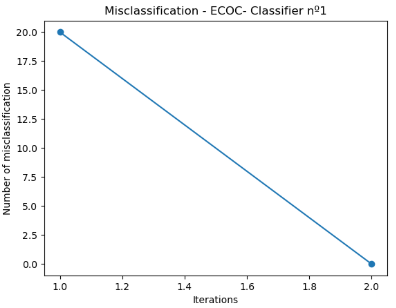 Misclassification - ECOC- Classifier nº1
20.0
17.5
15.0
12.5
10.0
7.5
5.0
2.5
0.0
Number of misclassification
1.0 1.2 1.4 1.6 1.8 2.0
Iterations